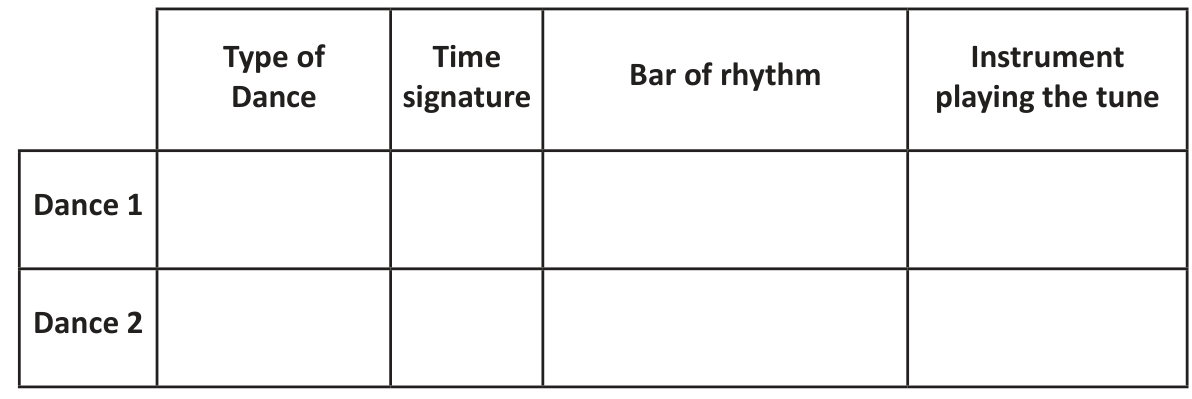 Type of
Dance
Time
signature
Bar of rhythm
Instrument
playing the tune
Dance 1
Dance 2